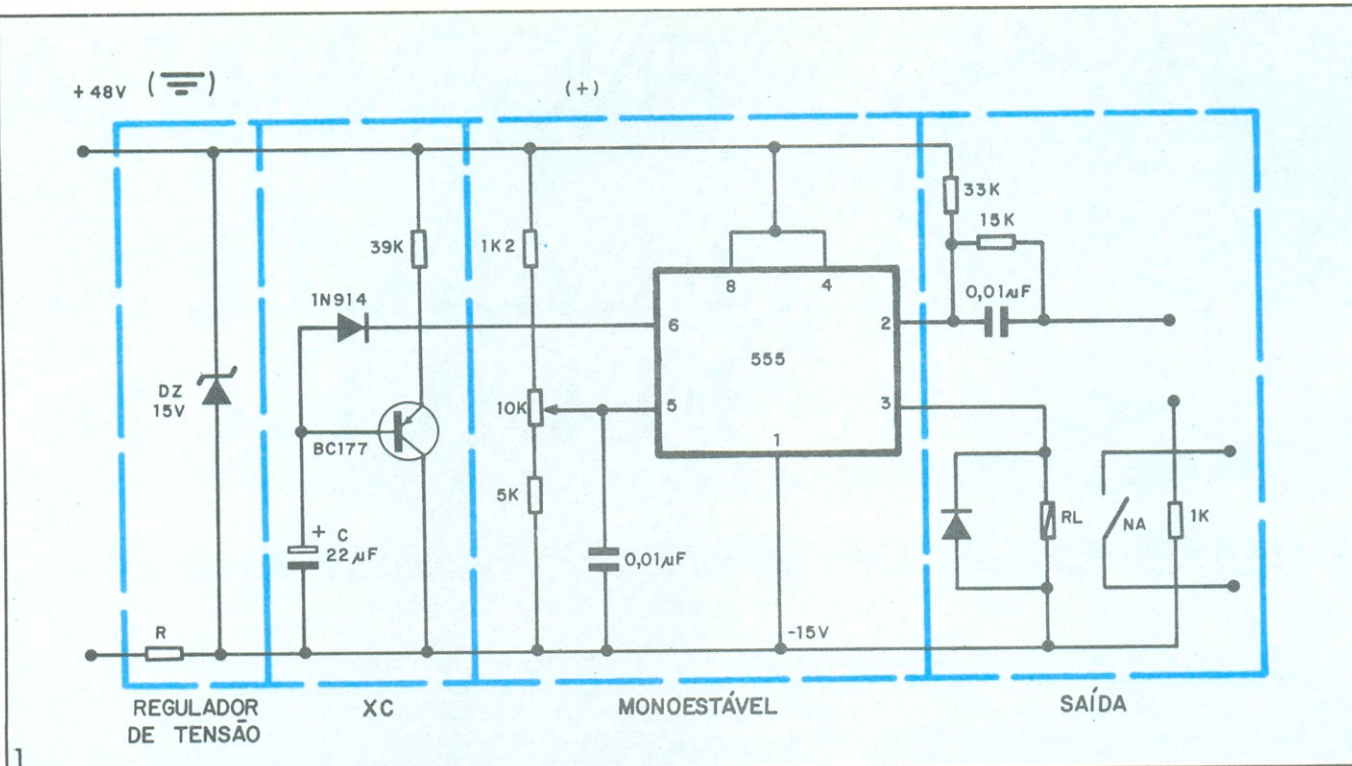 + 48V
(+)
33K
15K
39K
1K2
0,01µF
1N914
8
4
6
2
555
DZ
15V
10K
5
3
BC177
1
5K
+ C
22µF
RL
NA
1K
0,01µF
R
-15V
REGULADOR
DE TENSÃO
XC
MONOESTÁVEL
SAÍDA
1